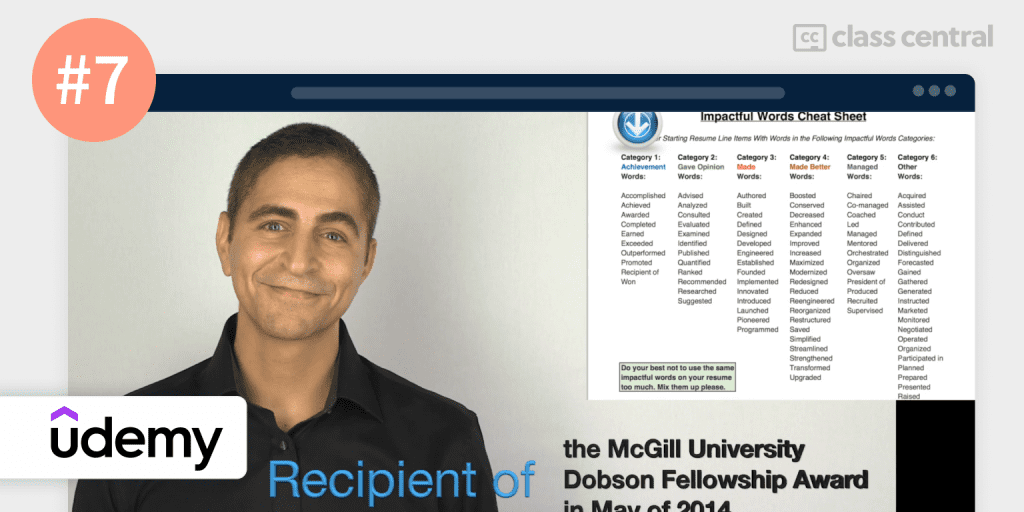 #7
class central
Impactful Words Cheat Sheet
r Starting Resume Line Items With Words in the Following Impactful Words Categories:
Category 1: Category 2: Category 3: Category 4: Category 5: Category 6:
Achievement Gave Opinion Made Made Better Managed Other
Words: Words: Words: Words: Words: Words:
Accomplished Advised Authored Boosted Chaired Acquired
Achieved Analyzed Built Conserved Co-managed Assisted
Awarded Consulted Created Decreased Coached Conduct
Completed Evaluated Defined Enhanced Led Contributed
Earned Examined Designed Expanded Managed Defined
Exceeded Identified Developed Improved Mentored Delivered
Outperformed Published Engineered Increased Orchestrated Distinguished
Promoted Quantified Established Maximized Organized Forecasted
Recipient of Ranked Founded Modernized Oversaw Gained
Won Recommended Implemented Redesigned President of Gathered
Researched Innovated Reduced Produced Generated
Suggested Introduced Reengineered Recruited Instructed
Launched Reorganized Supervised Marketed
Pioneered Restructured Monitored
Programmed Saved Negotiated
Simplified Operated
Streamlined Organized
Strengthened Participated in
Transformed Planned
Upgraded Prepared
Presented
Raised
Do your best not to use the same
impactful words on your resume
too much. Mix them up please.
udemy
Recipient of
the McGill University
Dobson Fellowship Award
in May of 2014